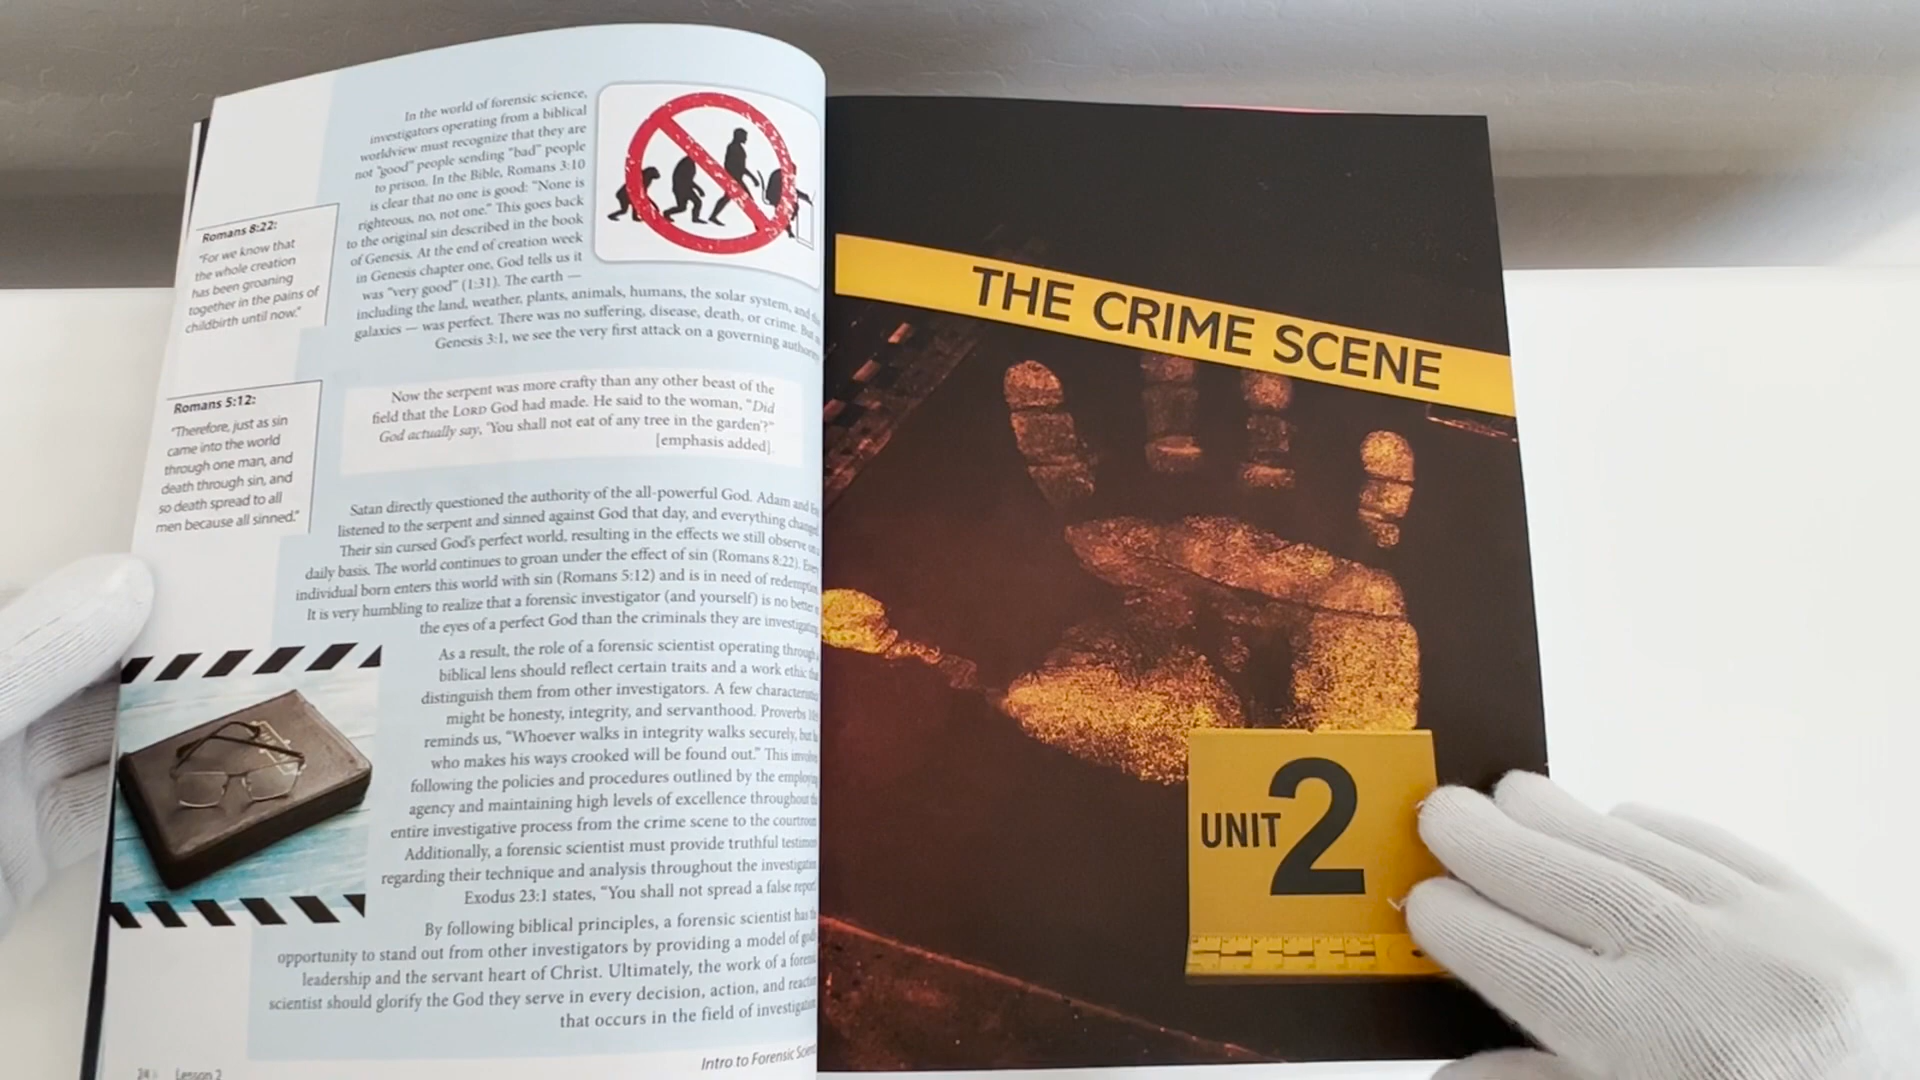 In the world of forensic science,
investigators operating from a biblical
worldview must recognize that they are
not "good" people sending "bad" people
to prison. In the Bible, Romans 3:10
is clear that no one is good: "None is
righteous, no, not one." This goes back
to the original sin described in the book
of Genesis. At the end of creation week
in Genesis chapter one, God tells us it
was "very good" (1:31). The earth —
including the land, weather, plants, animals, humans, the solar system, and
galaxies — was perfect. There was no suffering, disease, death, or crime. But
Genesis 3:1, we see the very first attack on a governing authority
Romans 8:22:
"For we know that
the whole creation
has been groaning
together in the pains of
childbirth until now."
Now the serpent was more crafty than any other beast of the
field that the LORD God had made. He said to the woman, "Did
God actually say, 'You shall not eat of any tree in the garden'?"
[emphasis added].
Romans 5:12:
"Therefore, just as sin
came into the world
through one man, and
death through sin, and
so death spread to all
men because all sinned."
Satan directly questioned the authority of the all-powerful God. Adam and
listened to the serpent and sinned against God that day, and everything changed
Their sin cursed God's perfect world, resulting in the effects we still observe on
daily basis. The world continues to groan under the effect of sin (Romans 8:22).
individual born enters this world with sin (Romans 5:12) and is in need of redemption
It is very humbling to realize that a forensic investigator (and yourself) is no better
the eyes of a perfect God than the criminals they are investigating
As a result, the role of a forensic scientist operating through
biblical lens should reflect certain traits and a work ethic
distinguish them from other investigators. A few
might be honesty, integrity, and servanthood. Proverbs
reminds us, "Whoever walks in integrity walks securely, but
who makes his ways crooked will be found out." This
following the policies and procedures outlined by the
agency and maintaining high levels of excellence throughout
entire investigative process from the crime scene to the
Additionally, a forensic scientist must provide truthful
regarding their technique and analysis throughout the
Exodus 23:1 states, "You shall not spread a false report
By following biblical principles, a forensic scientist has
opportunity to stand out from other investigators by providing a model of
leadership and the servant heart of Christ. Ultimately, the work of a
scientist should glorify the God they serve in every decision, action, and
that occurs in the field of
24 Lesson 2
Intro to Forensic
THE CRIME SCENE
UNIT 2